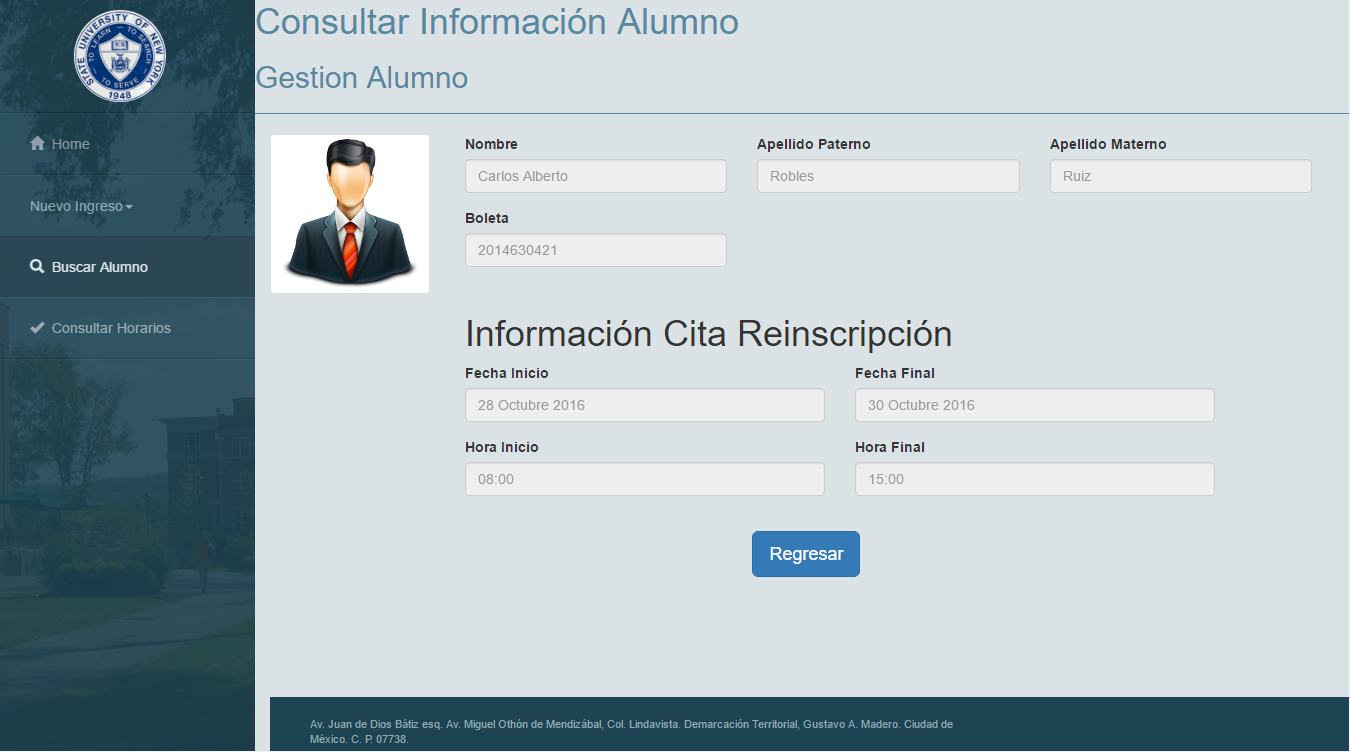 STATE UNIVERSITY OF NEW YORK
TO LEARN TO SEARCH
TO SERVE
1948
Consultar Información Alumno
Gestion Alumno
Home
Nuevo Ingreso
Buscar Alumno
Consultar Horarios
Nombre
Apellido Paterno
Apellido Materno
Carlos Alberto
Robles
Ruiz
Boleta
2014630421
Información Cita Reinscripción
Fecha Inicio
Fecha Final
28 Octubre 2016
30 Octubre 2016
Hora Inicio
Hora Final
08:00
15:00
Regresar
Av. Juan de Dios Bátiz esq. Av. Miguel Othón de Mendizábal, Col. Lindavista. Demarcación Territorial, Gustavo A. Madero. Ciudad de
México. C. P. 07738.